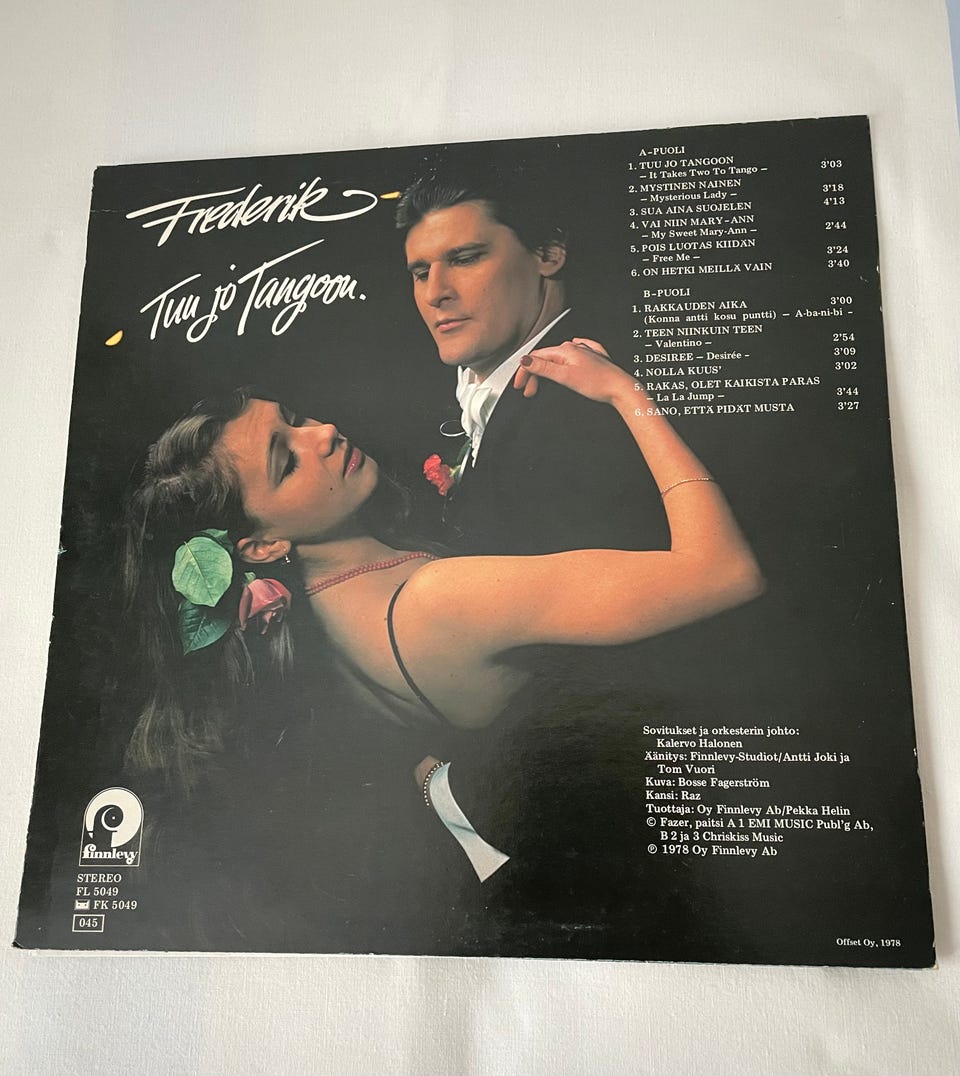 Frederik
Tuu jo Tangoon.
A-PUOLI
1. TUU JO TANGOON 3'03
— It Takes Two To Tango —
2. MYSTINEN NAINEN 3'18
— Mysterious Lady —
3. SUA AINA SUOJELEN 4'13
4. VAI NIIN MARY-ANN 2'44
— My Sweet Mary-Ann —
5. POIS LUOTAS KIIDÄN 3'24
— Free Me —
6. ON HETKI MEILLÄ VAIN 3'40
B-PUOLI
1. RAKKAUDEN AIKA 3'00
(Konna antti kosu puntti) — A-ba-ni-bi -
2. TEEN NIINKUIN TEEN 2'54
— Valentino —
3. DESIREE — Desirée - 3'09
4. NOLLA KUUS' 3'02
5. RAKAS, OLET KAIKISTA PARAS 3'44
— La La Jump —
6. SANO, ETTÄ PIDÄT MUSTA 3'27
Sovitukset ja orkesterin johto:
Kalervo Halonen
Äänitys: Finnlevy-Studiot/Antti Joki ja
Tom Vuori
Kuva: Bosse Fagerström
Kansi: Raz
Tuottaja: Oy Finnlevy Ab/Pekka Helin
© Fazer, paitsi A 1 EMI MUSIC Publ'g Ab,
B 2 ja 3 Chriskiss Music
℗ 1978 Oy Finnlevy Ab
finnlevy
STEREO
FL 5049
FK 5049
045
Offset Oy, 1978